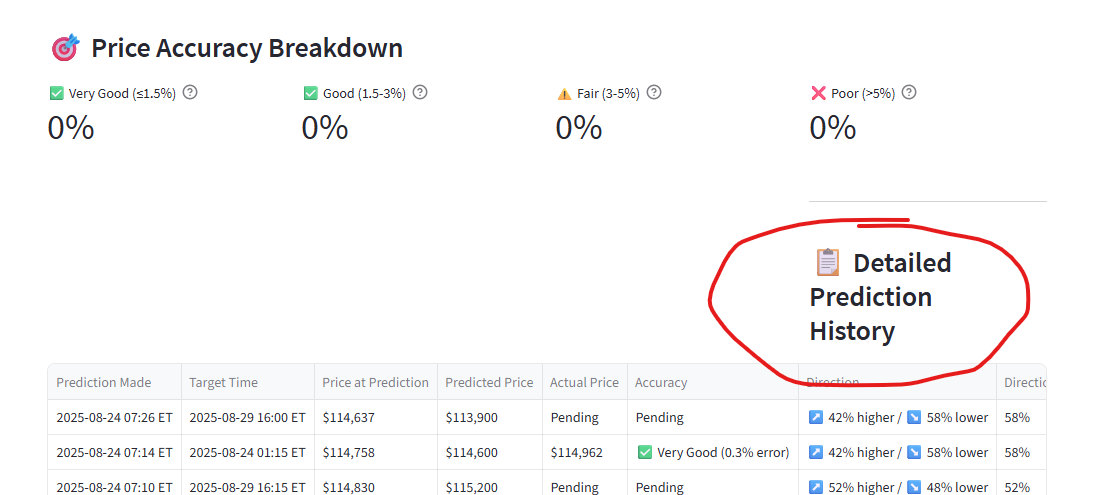 🎯 Price Accuracy Breakdown
✅ Very Good (≤1.5%) ✅ Good (1.5-3%) ⚠️ Fair (3-5%) ❌ Poor (>5%)
0% 0% 0% 0%
📋 Detailed
Prediction
History
Prediction Made Target Time Price at Prediction Predicted Price Actual Price Accuracy Direction
2025-08-24 07:26 ET 2025-08-29 16:00 ET $114,637 $113,900 Pending Pending ↗️ 42% higher / ↘️ 58% lower 58%
2025-08-24 07:14 ET 2025-08-24 01:15 ET $114,758 $114,600 $114,962 ✅ Very Good (0.3% error) ↗️ 42% higher / ↘️ 58% lower 58%
2025-08-24 07:10 ET 2025-08-29 16:15 ET $114,830 $115,200 Pending Pending ↗️ 52% higher / ↘️ 48% lower 52%